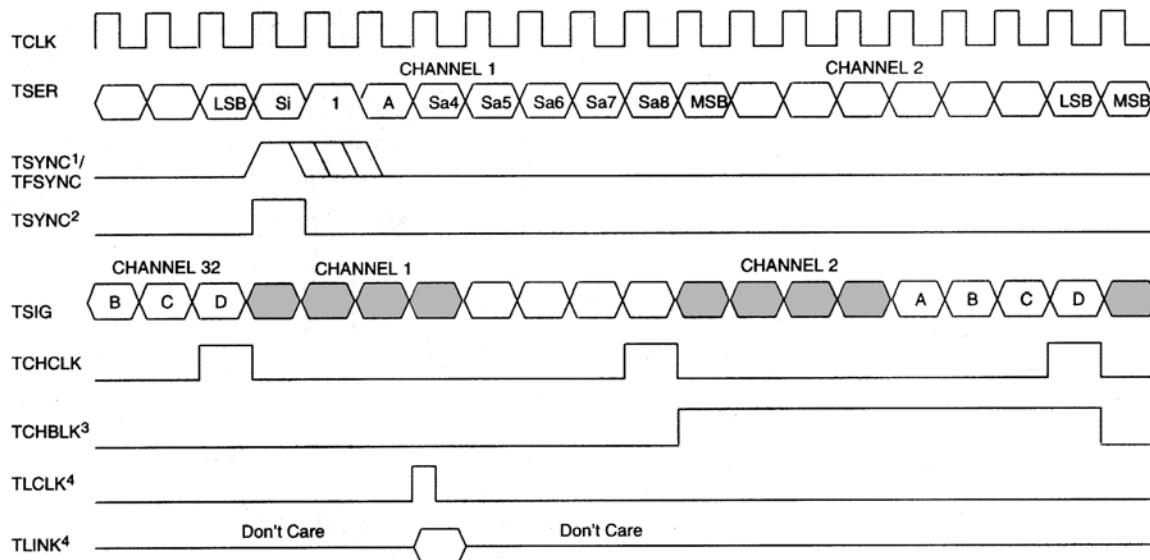 TCLK
CHANNEL 1 CHANNEL 2
TSER LSB Si 1 A Sa4 Sa5 Sa6 Sa7 Sa8 MSB LSB MSB
TSYNC¹/
TFSYNC
TSYNC²
CHANNEL 32 CHANNEL 1 CHANNEL 2
TSIG B C D A B C D
TCHCLK
TCHBLK³
TLCLK⁴
Don't Care Don't Care
TLINK⁴